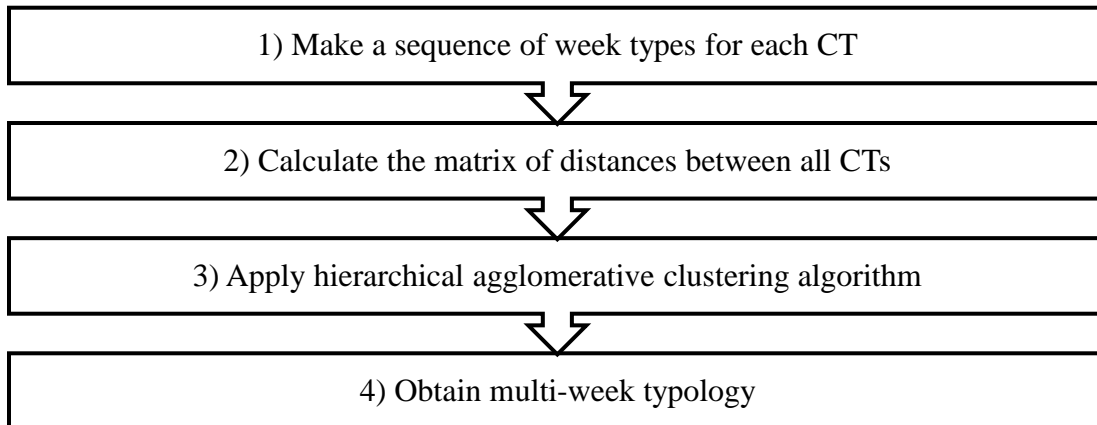 1) Make a sequence of week types for each CT
2) Calculate the matrix of distances between all CTs
3) Apply hierarchical agglomerative clustering algorithm
4) Obtain multi-week typology